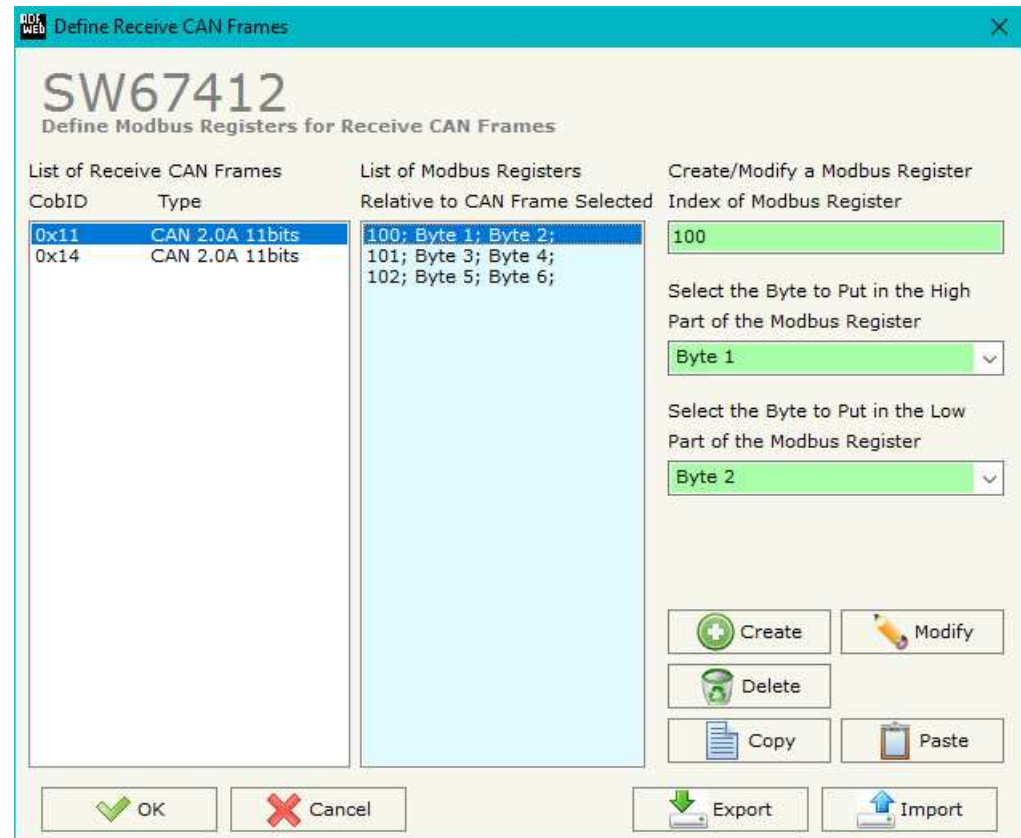 ADF
WEB Define Receive CAN Frames
SW67412
Define Modbus Registers for Receive CAN Frames
List of Receive CAN Frames
CobID Type
0x11 CAN 2.0A 11bits
0x14 CAN 2.0A 11bits
List of Modbus Registers
Relative to CAN Frame Selected
100; Byte 1; Byte 2;
101; Byte 3; Byte 4;
102; Byte 5; Byte 6;
Create/Modify a Modbus Register
Index of Modbus Register
100
Select the Byte to Put in the High
Part of the Modbus Register
Byte 1
Select the Byte to Put in the Low
Part of the Modbus Register
Byte 2
Create Modify
Delete
Copy Paste
OK Cancel Export Import